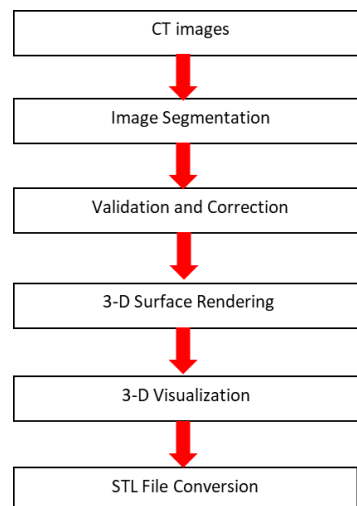 CT images
Image Segmentation
Validation and Correction
3-D Surface Rendering
3-D Visualization
STL File Conversion